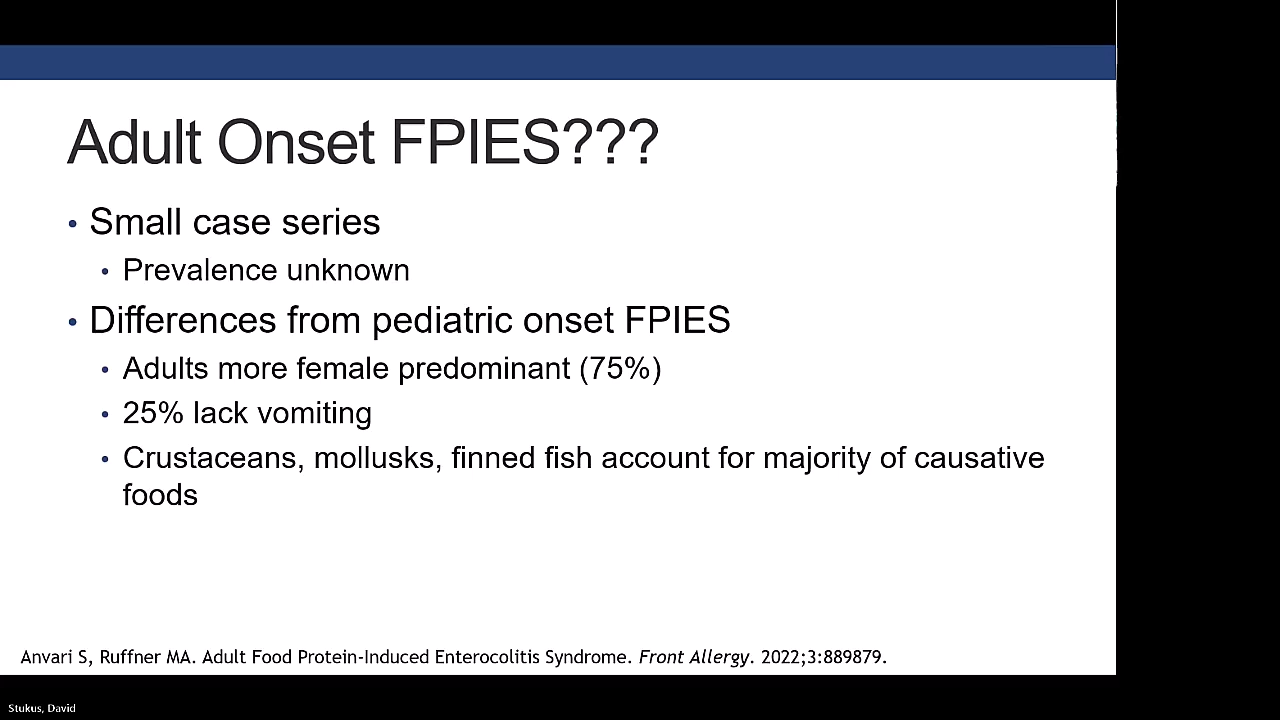 Adult Onset FPIES???
• Small case series
• Prevalence unknown
• Differences from pediatric onset FPIES
• Adults more female predominant (75%)
• 25% lack vomiting
• Crustaceans, mollusks, finned fish account for majority of causative
foods
Anvari S, Ruffner MA. Adult Food Protein-Induced Enterocolitis Syndrome. Front Allergy. 2022;3:889879.
Stukus, David